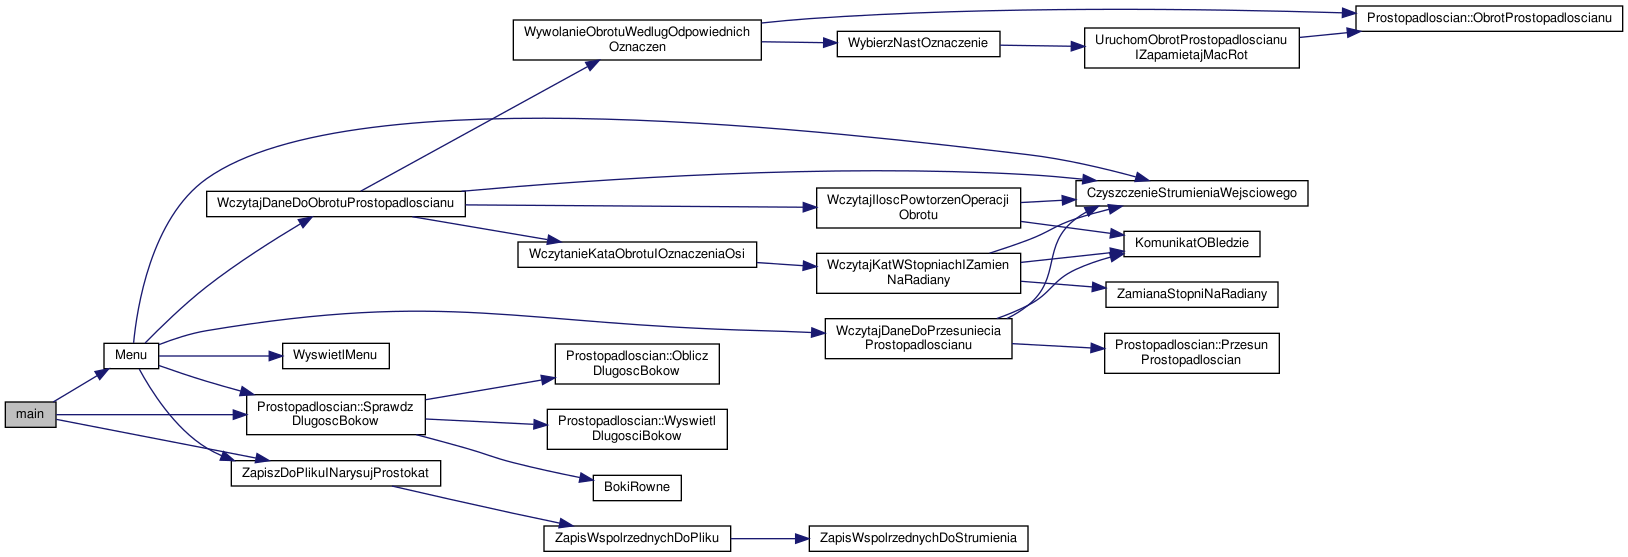 main
Menu
WczytajDaneDoObrotuProstopadloscianu
WyswietlMenu
Prostopadloscian::Sprawdz
DlugoscBokow
ZapiszDoPlikuINarysujProstokat
WywolanieObrotuWedlugOdpowiednich
Oznaczen
WczytanieKataObrotuIOznaczeniaOsi
Prostopadloscian::Oblicz
DlugoscBokow
Prostopadloscian::Wyswietl
DlugosciBokow
BokiRowne
ZapisWspolrzednychDoPliku
WybierzNastOznaczenie
WczytajIloscPowtorzenOperacji
Obrotu
WczytajKatWStopniachIZamien
NaRadiany
WczytajDaneDoPrzesuniecia
Prostopadloscianu
ZapisWspolrzednychDoStrumienia
UruchomObrotProstopadloscianu
IZapamietajMacRot
CzyszczenieStrumieniaWejsciowego
KomunikatOBledzie
ZamianaStopniNaRadiany
Prostopadloscian::Przesun
Prostopadloscian
Prostopadloscian::ObrotProstopadloscianu